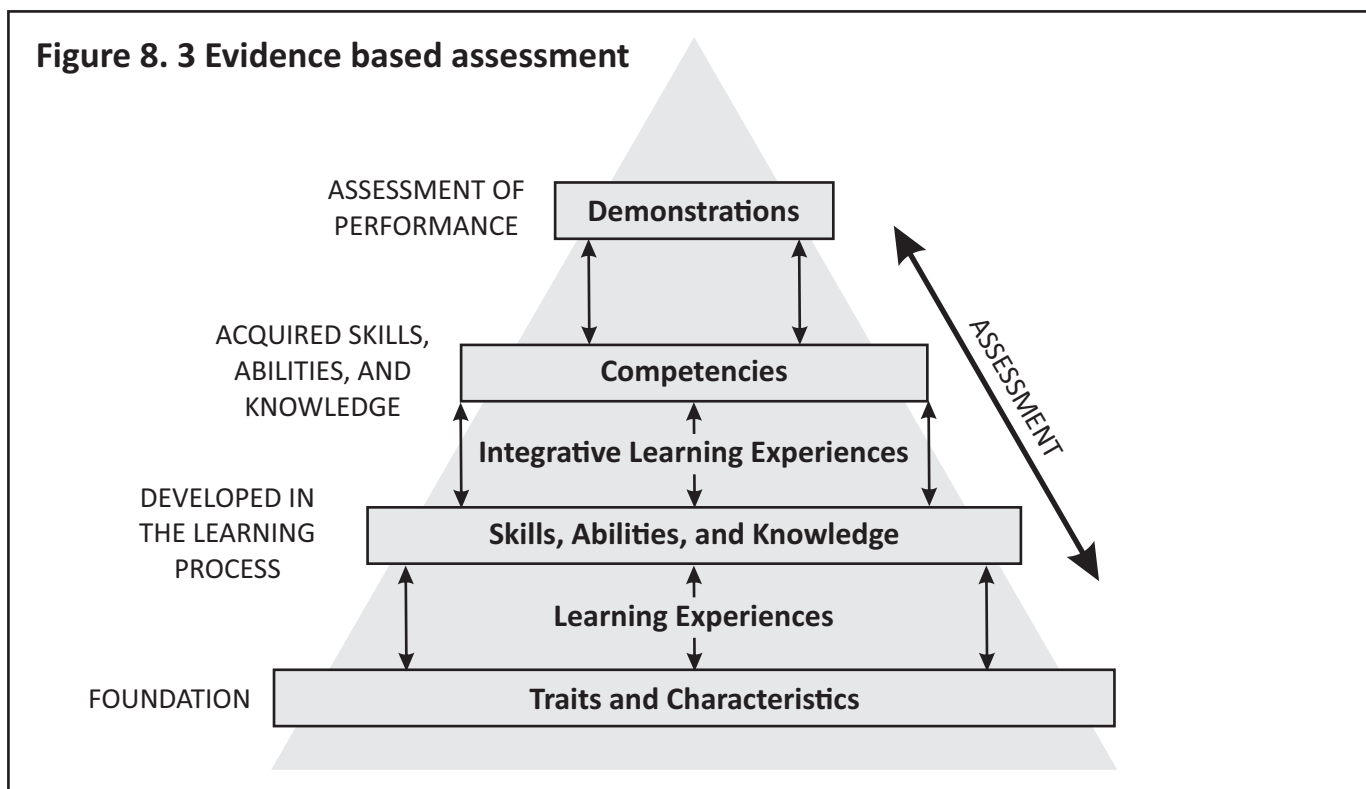 Figure 8. 3 Evidence based assessment
ASSESSMENT OF
PERFORMANCE
Demonstrations
ASSESSMENT
ACQUIRED SKILLS,
ABILITIES, AND
KNOWLEDGE
Competencies
Integrative Learning Experiences
DEVELOPED IN
THE LEARNING
PROCESS
Skills, Abilities, and Knowledge
Learning Experiences
FOUNDATION
Traits and Characteristics